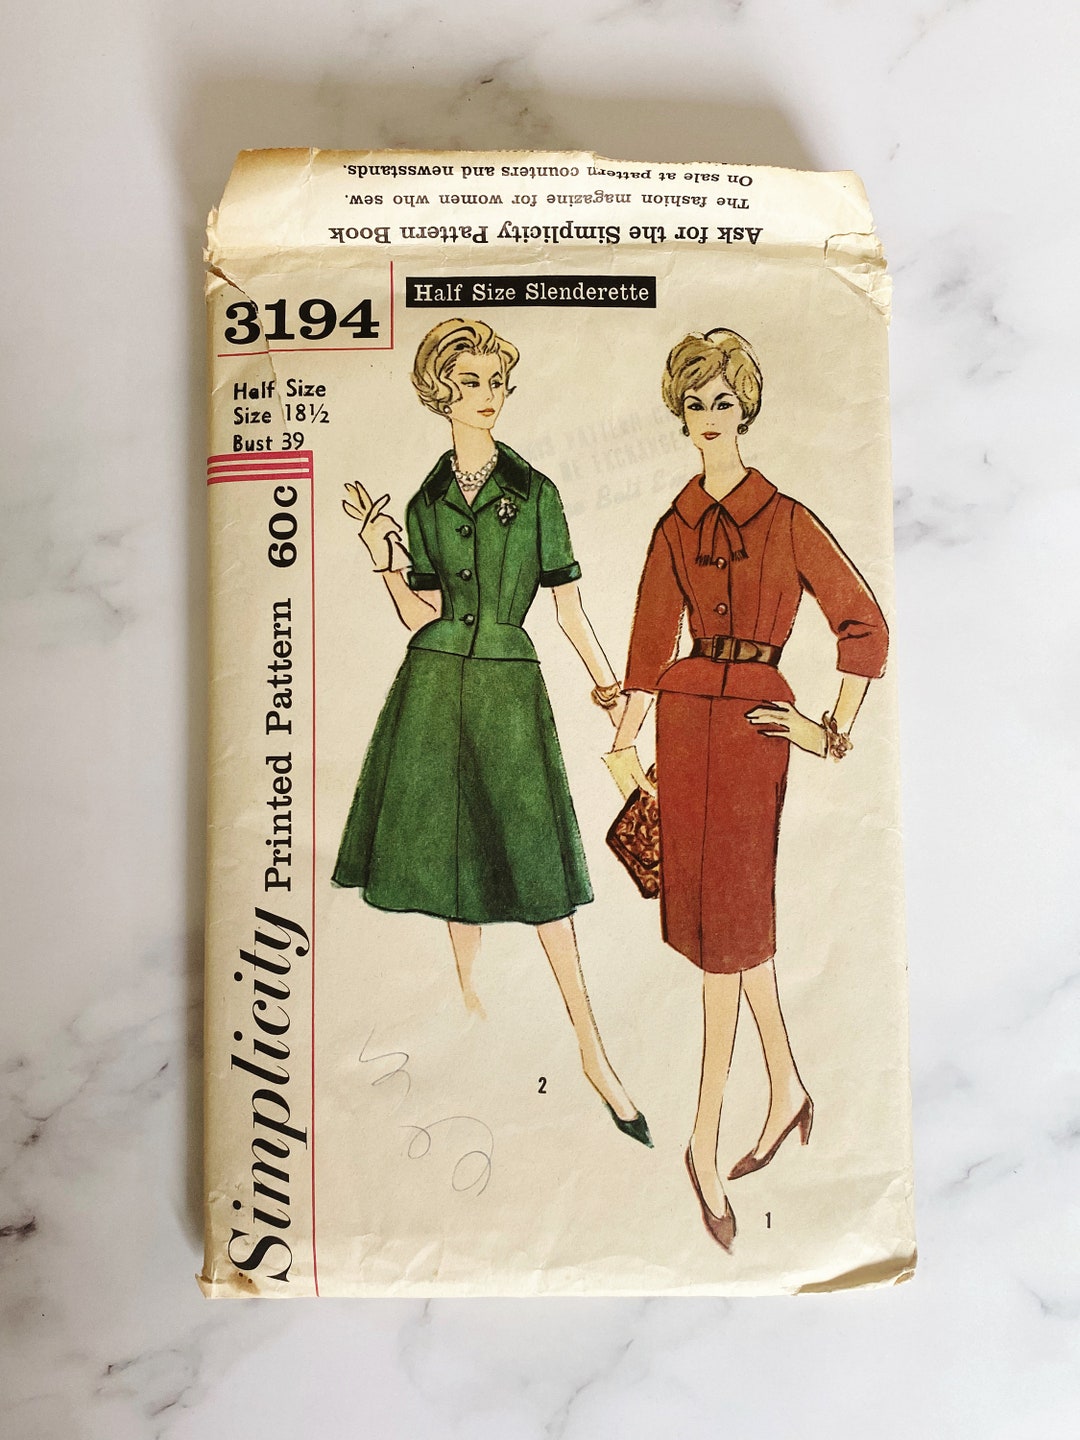 On sale at pattern counters and newsstands.
The fashion magazine for women who sew.
Ask for the Simplicity Pattern Book
3194
Half Size Slenderette
Half Size
Size 18½
Bust 39
Simplicity Printed Pattern 60c
2
1